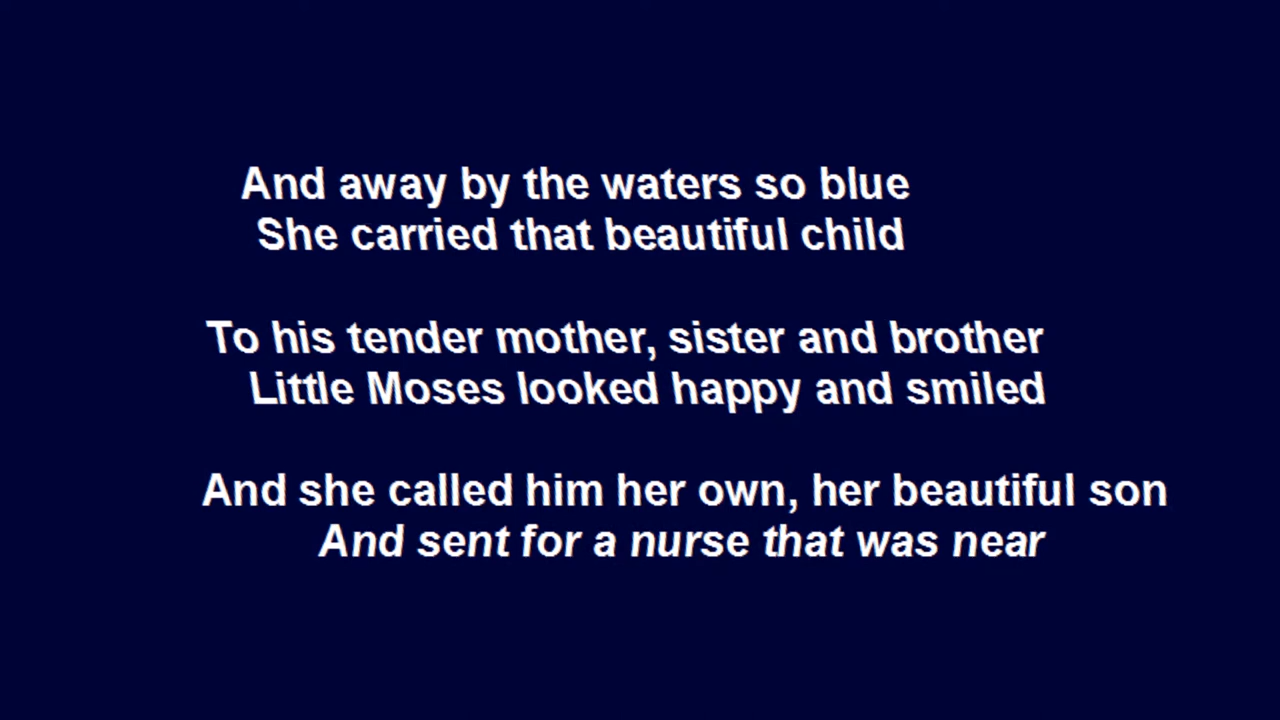 And away by the waters so blue
She carried that beautiful child
To his tender mother, sister and brother
Little Moses looked happy and smiled
And she called him her own, her beautiful son
And sent for a nurse that was near